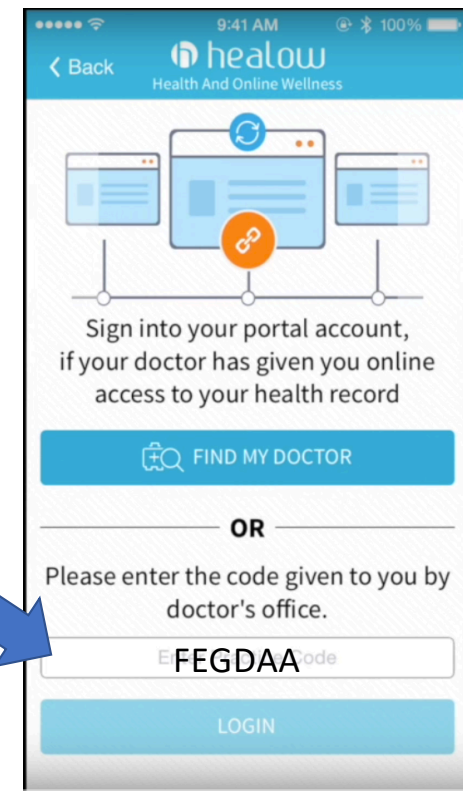 9:41 AM 100%
Back
healow
Health And Online Wellness
Sign into your portal account,
if your doctor has given you online
access to your health record
FIND MY DOCTOR
OR
Please enter the code given to you by
doctor's office.
FEGDAA
LOGIN